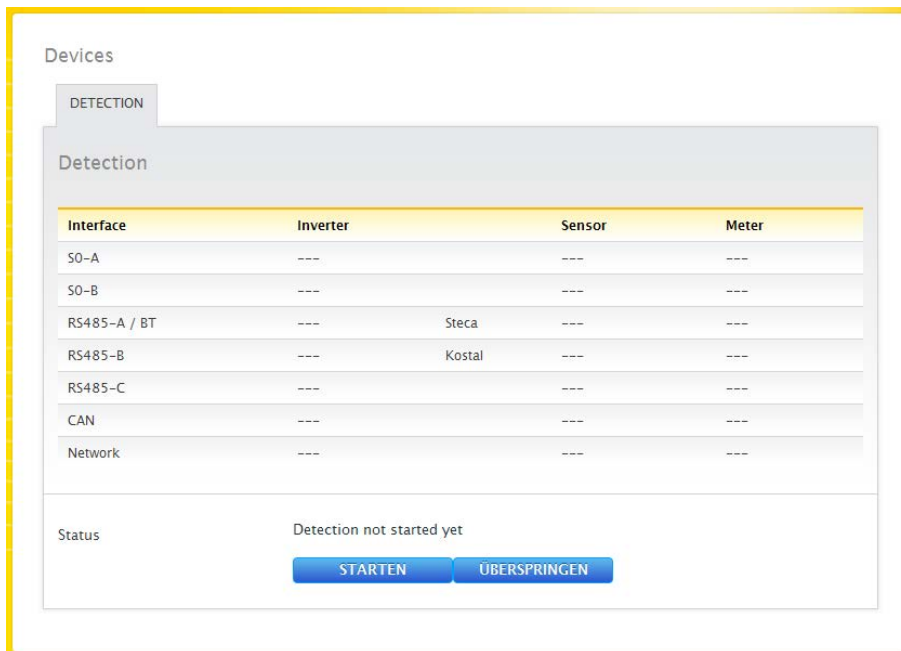 Devices
DETECTION
Detection
Interface Inverter Sensor Meter
S0-A --- --- ---
S0-B --- --- ---
RS485-A / BT --- Steca --- ---
RS485-B --- Kostal --- ---
RS485-C --- --- ---
CAN --- --- ---
Network --- --- ---
Status Detection not started yet
STARTEN ÜBERSPRINGEN